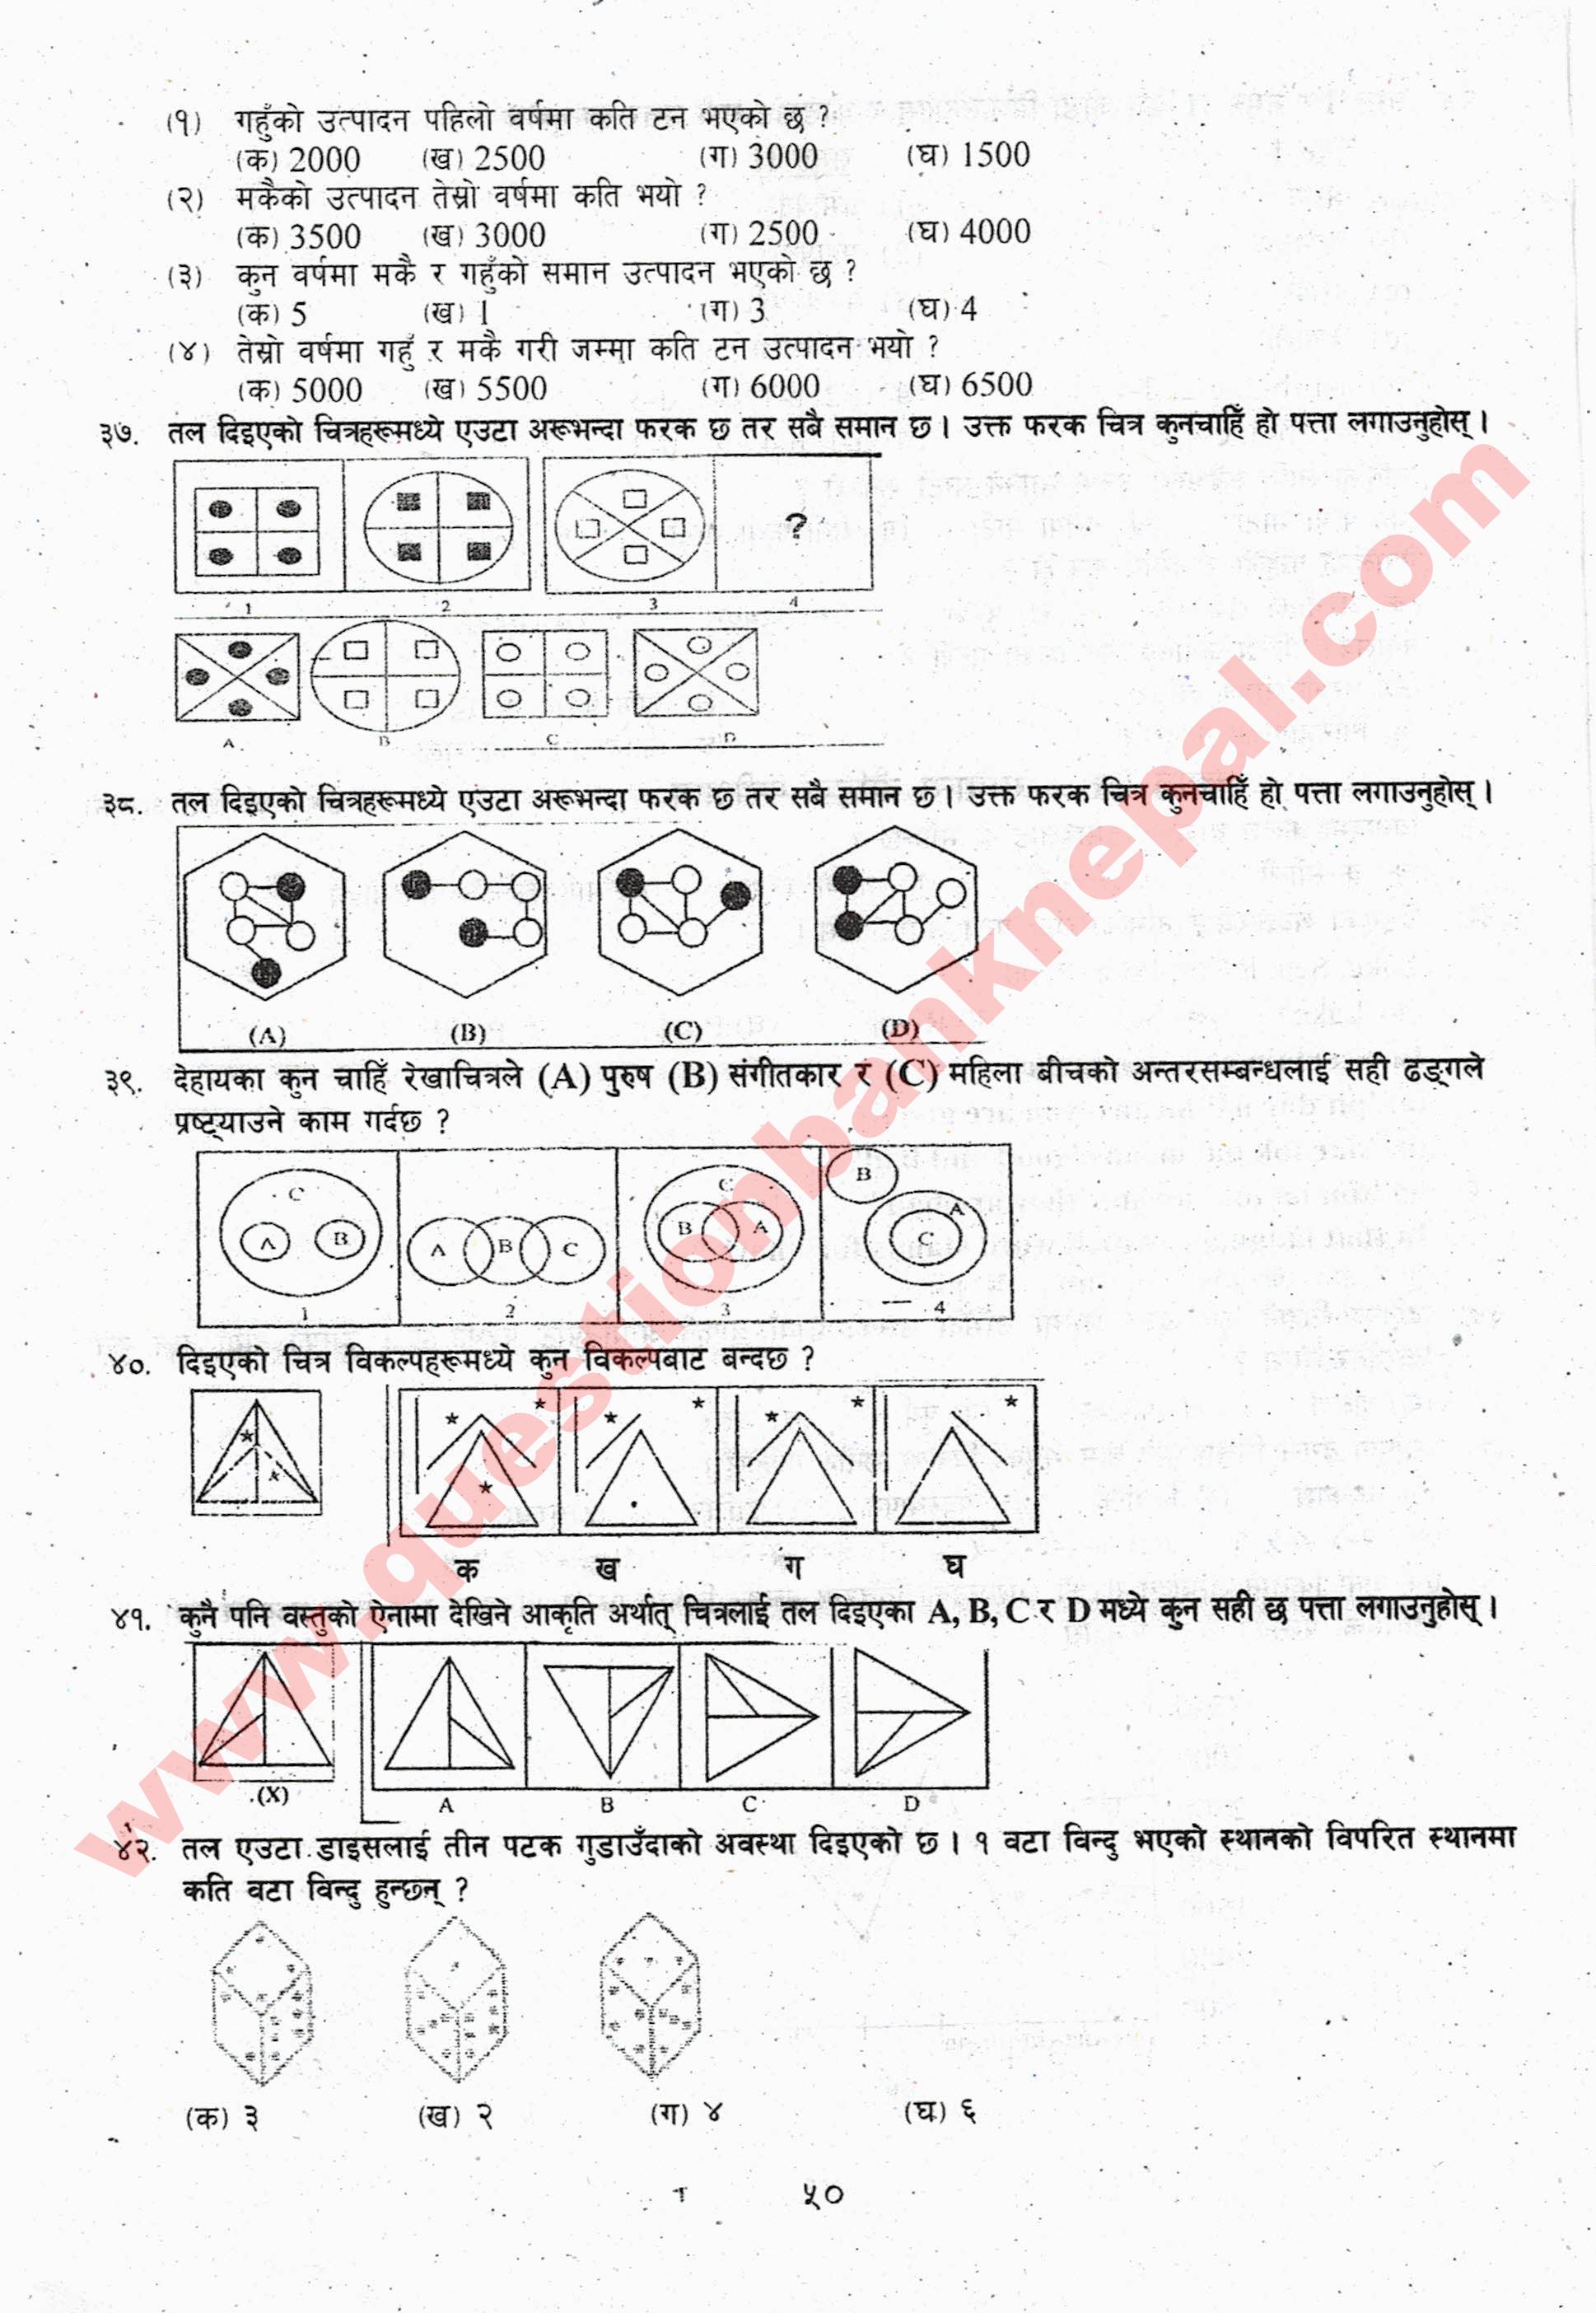 (१) गहुँको उत्पादन पहिलो वर्षमा कति टन भएको छ ?
(क) 2000 (ख) 2500 (ग) 3000 (घ) 1500
(२) मकैको उत्पादन तेस्रो वर्षमा कति भयो ?
(क) 3500 (ख) 3000 (ग) 2500 (घ) 4000
(३) कुन वर्षमा मकै र गहुँको समान उत्पादन भएको छ ?
(क) 5 (ख) 1 (ग) 3 (घ) 4
(४) तेस्रो वर्षमा गहुँ र मकै गरी जम्मा कति टन उत्पादन भयो ?
(क) 5000 (ख) 5500 (ग) 6000 (घ) 6500
३७. तल दिइएको चित्रहरूमध्ये एउटा अरूभन्दा फरक छ तर सबै समान छ। उक्त फरक चित्र कुनचाहिँ हो पत्ता लगाउनुहोस्।
?
1 2 3 4
A B C D
३८. तल दिइएको चित्रहरूमध्ये एउटा अरूभन्दा फरक छ तर सबै समान छ। उक्त फरक चित्र कुनचाहिँ हो पत्ता लगाउनुहोस्।
(A) (B) (C) (D)
३९. देहायका कुन चाहिँ रेखाचित्रले (A) पुरुष (B) संगीतकार र (C) महिला बीचको अन्तरसम्बन्धलाई सही ढङ्गले
प्रष्ट्याउने काम गर्दछ ?
C A B
A B C
C B A
B A C
1 2 3 4
४०. दिइएको चित्र विकल्पहरूमध्ये कुन विकल्पबाट बन्दछ ?
क ख ग घ
४१. कुनै पनि वस्तुको ऐनामा देखिने आकृति अर्थात् चित्रलाई तल दिइएका A, B, C र D मध्ये कुन सही छ पत्ता लगाउनुहोस्।
(X) A B C D
४२. तल एउटा डाइसलाई तीन पटक गुडाउँदाको अवस्था दिइएको छ। १ वटा विन्दु भएको स्थानको विपरित स्थानमा
कति वटा विन्दु हुन्छन् ?
(क) ३ (ख) २ (ग) ४ (घ) ६
५०
www.questionbanknepal.com